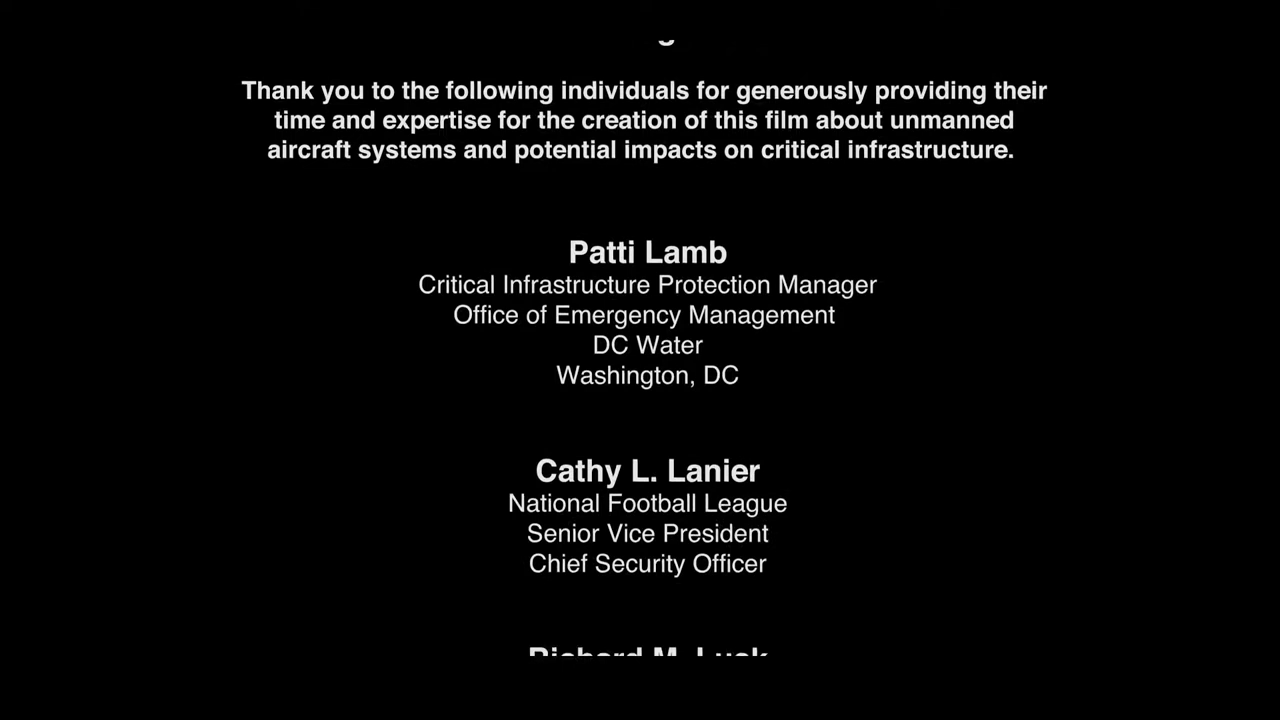 Thank you to the following individuals for generously providing their
time and expertise for the creation of this film about unmanned
aircraft systems and potential impacts on critical infrastructure.
Patti Lamb
Critical Infrastructure Protection Manager
Office of Emergency Management
DC Water
Washington, DC
Cathy L. Lanier
National Football League
Senior Vice President
Chief Security Officer
Richard M.